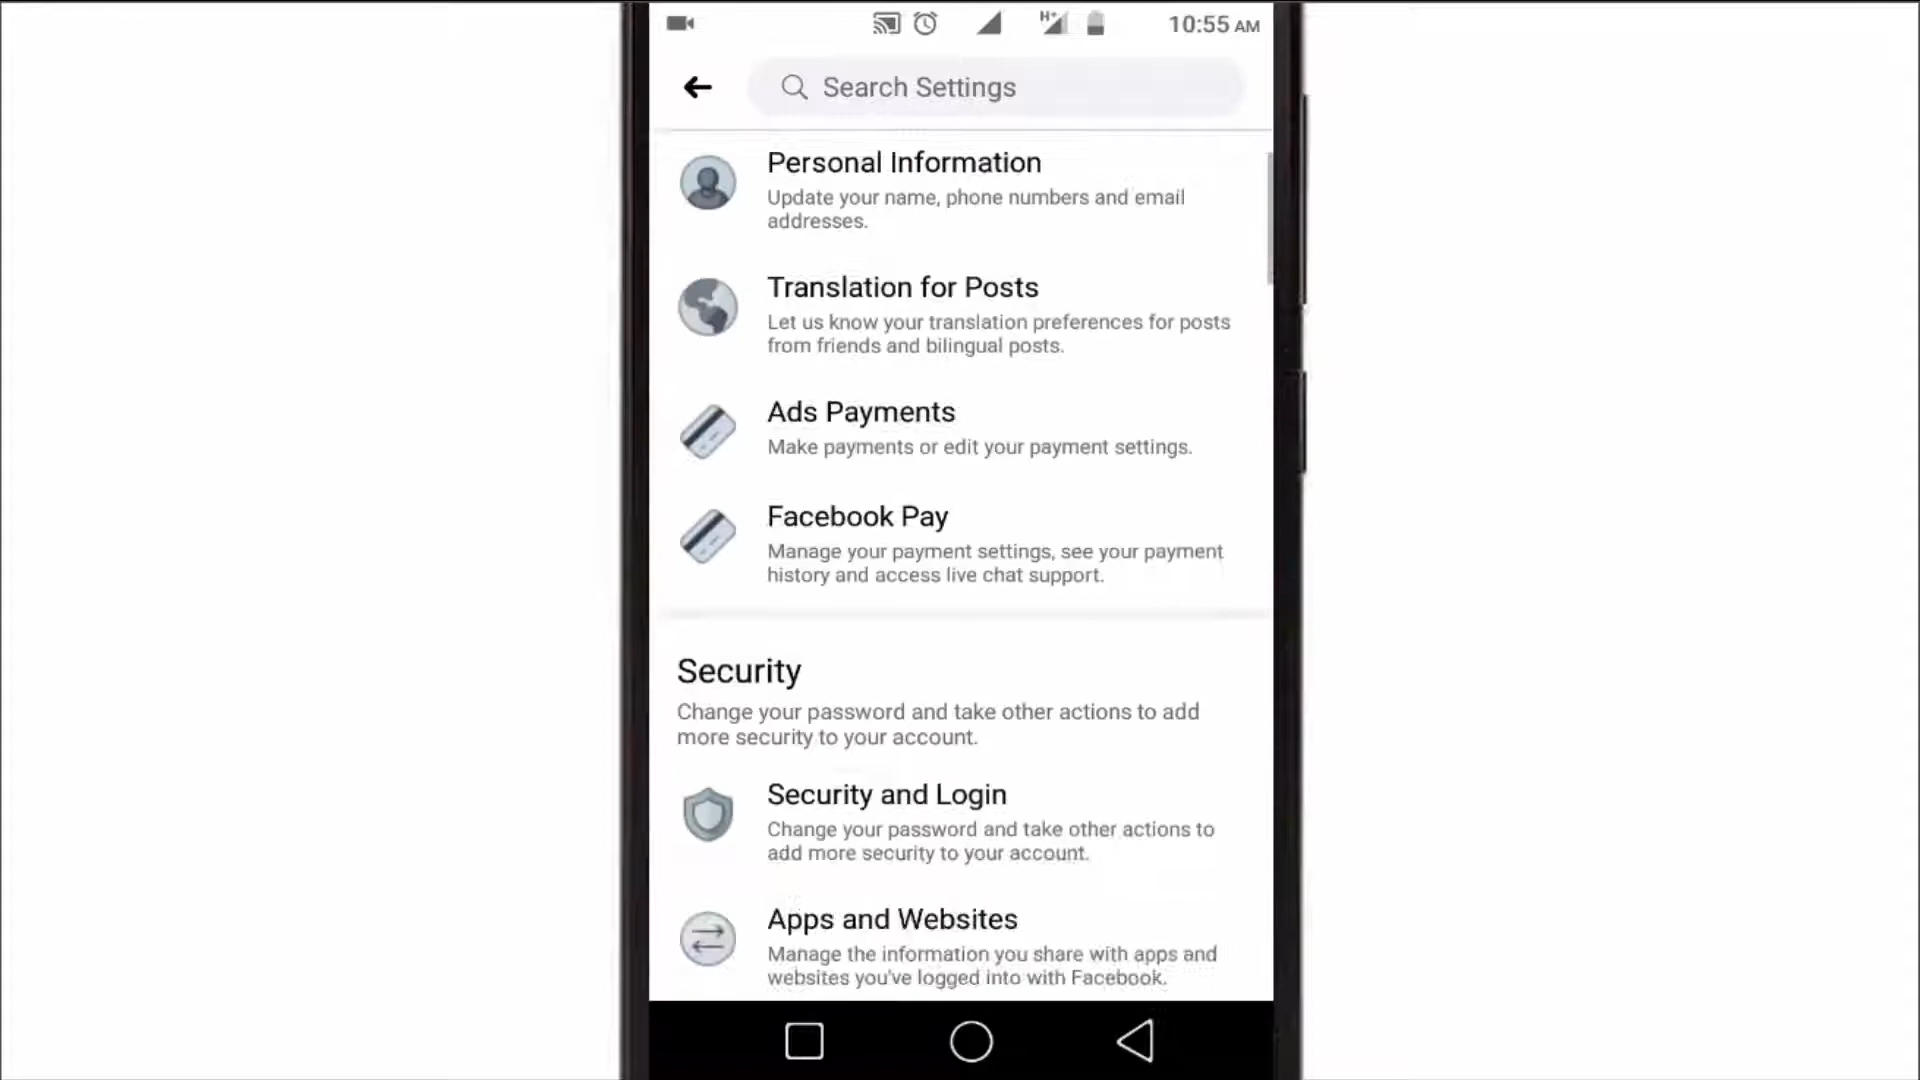 H+ 10:55 AM
Search Settings
Personal Information
Update your name, phone numbers and email
addresses.
Translation for Posts
Let us know your translation preferences for posts
from friends and bilingual posts.
Ads Payments
Make payments or edit your payment settings.
Facebook Pay
Manage your payment settings, see your payment
history and access live chat support.
Security
Change your password and take other actions to add
more security to your account.
Security and Login
Change your password and take other actions to
add more security to your account.
Apps and Websites
Manage the information you share with apps and
websites you've logged into with Facebook.